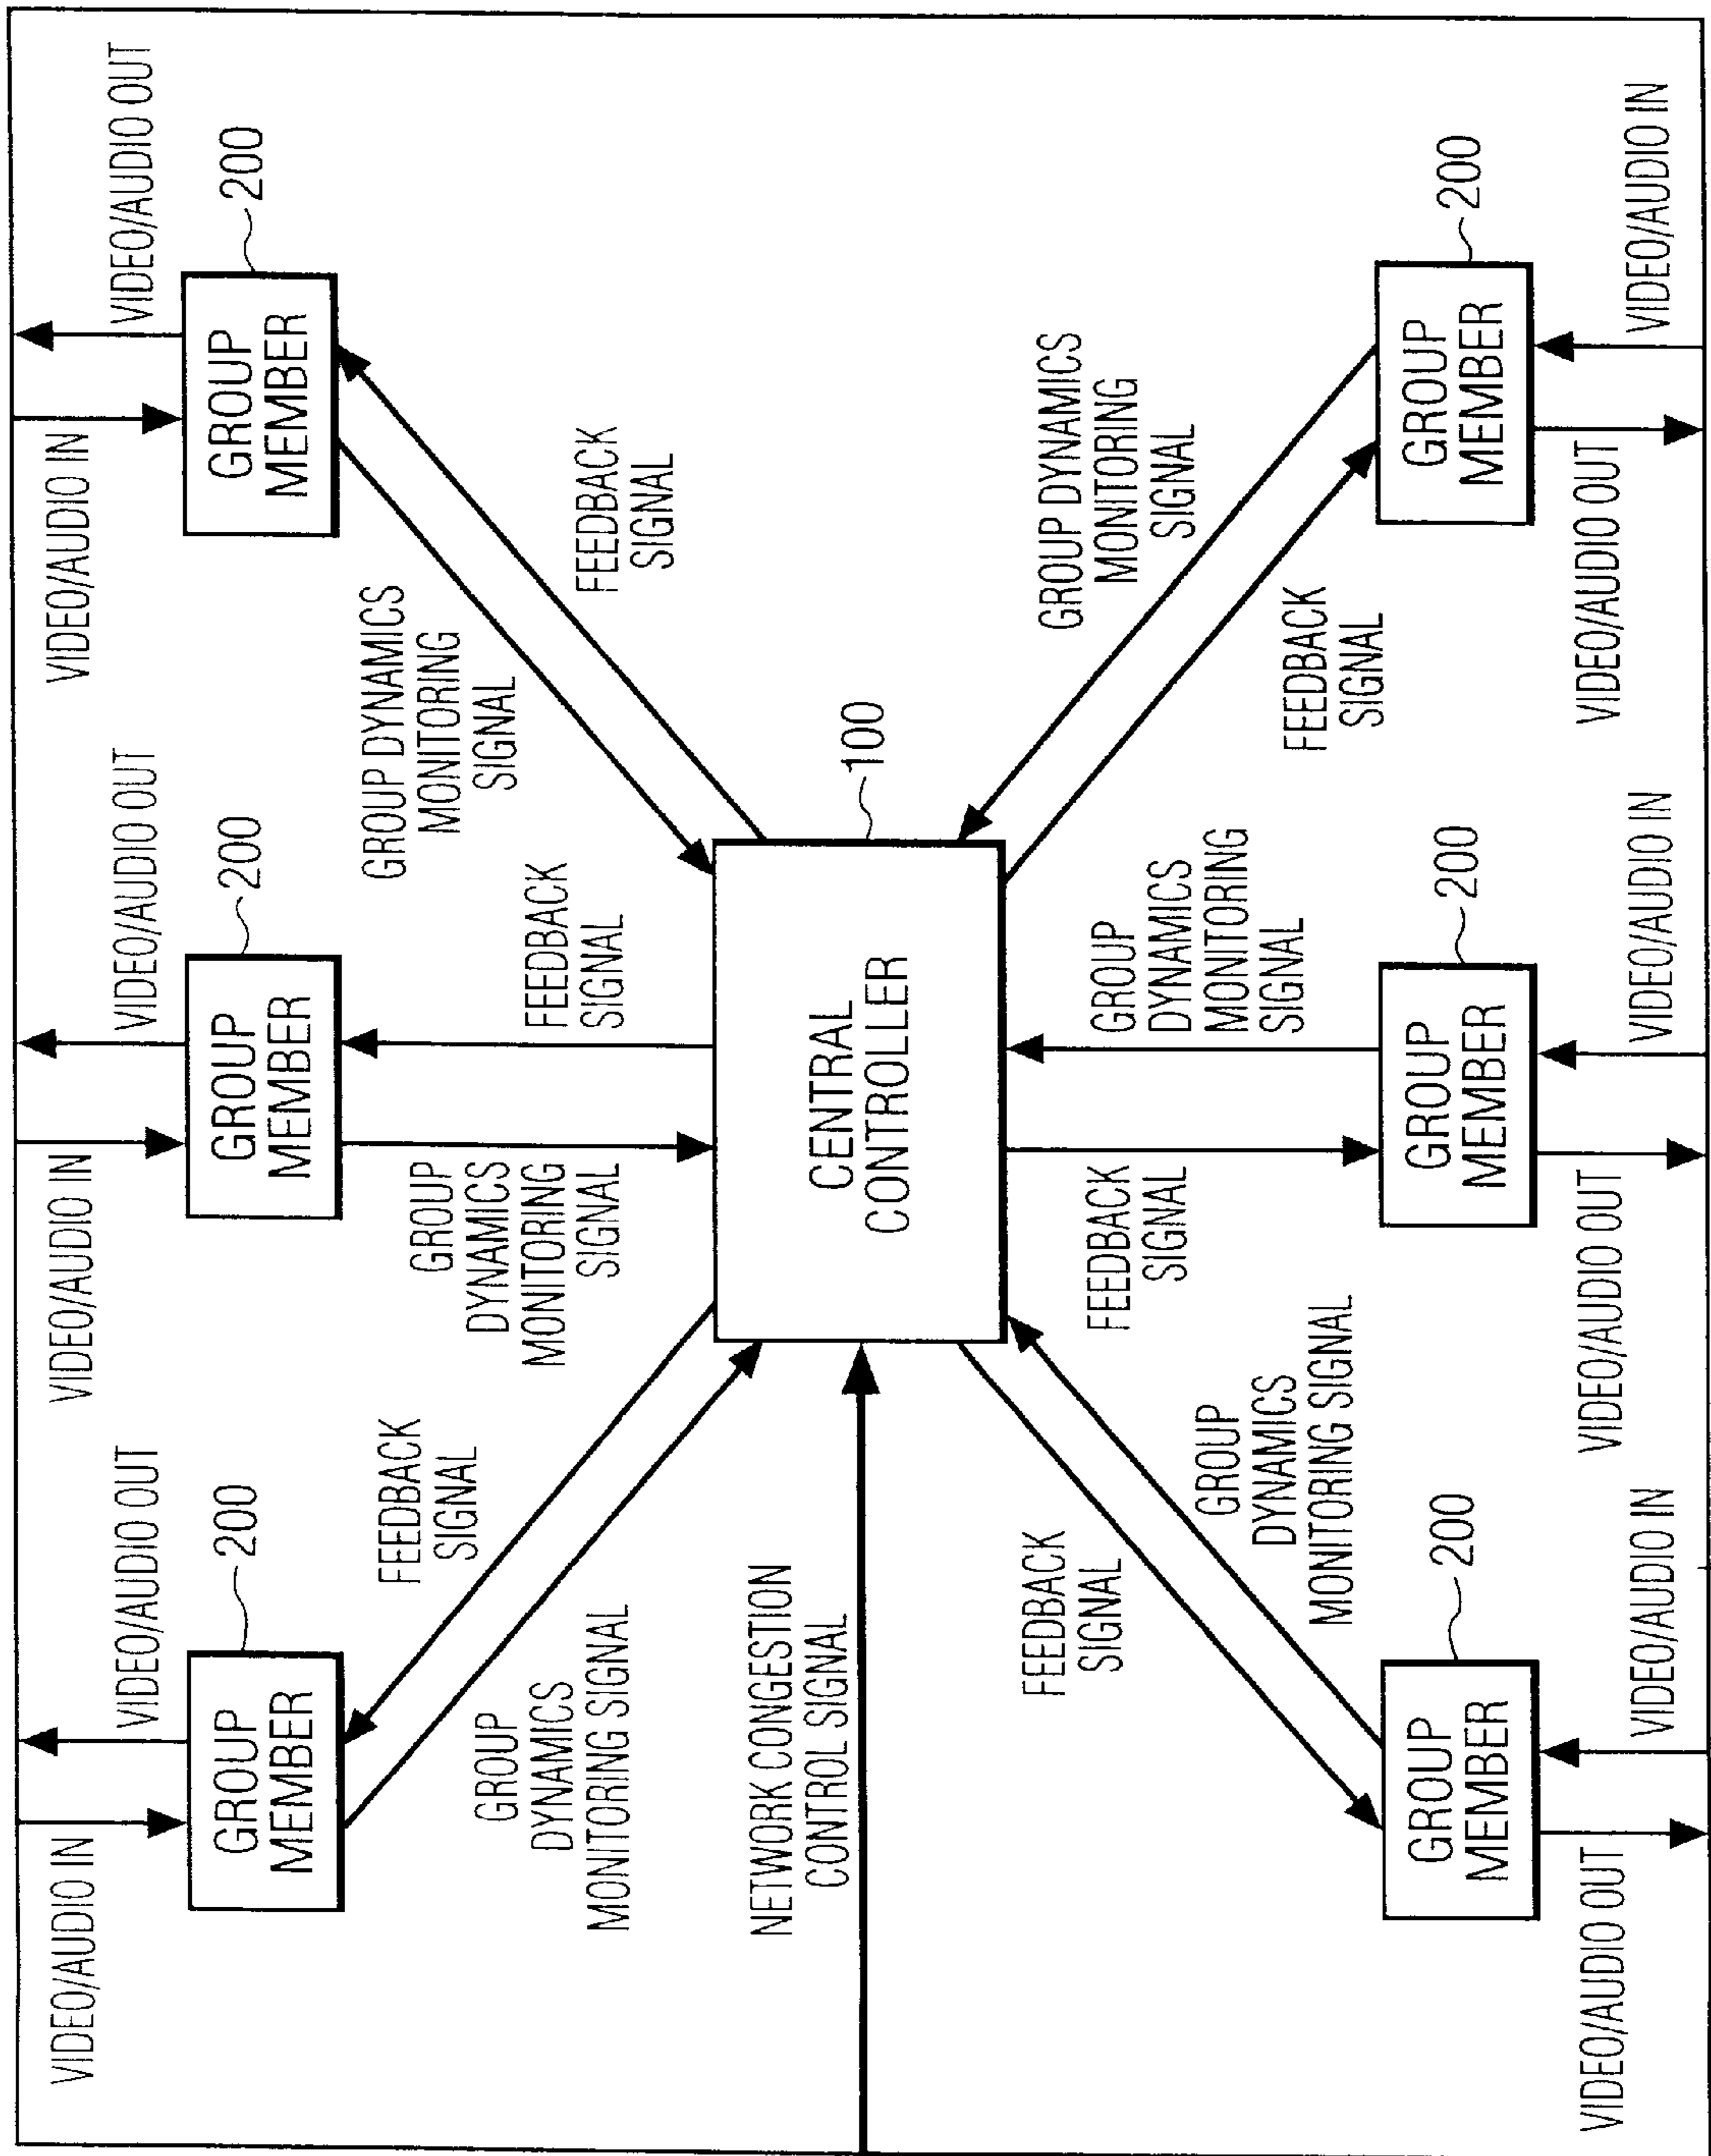 VIDEO/AUDIO IN
VIDEO/AUDIO OUT
VIDEO/AUDIO IN
VIDEO/AUDIO OUT
VIDEO/AUDIO IN
VIDEO/AUDIO OUT
GROUP
MEMBER
200
GROUP
MEMBER
200
GROUP
MEMBER
200
GROUP
DYNAMICS
MONITORING SIGNAL
FEEDBACK
SIGNAL
GROUP
DYNAMICS
MONITORING
SIGNAL
FEEDBACK
SIGNAL
GROUP DYNAMICS
MONITORING
SIGNAL
FEEDBACK
SIGNAL
NETWORK CONGESTION
CONTROL SIGNAL
CENTRAL
CONTROLLER
100
FEEDBACK
SIGNAL
GROUP
DYNAMICS
MONITORING SIGNAL
FEEDBACK
SIGNAL
GROUP
DYNAMICS
MONITORING
SIGNAL
FEEDBACK
SIGNAL
GROUP DYNAMICS
MONITORING
SIGNAL
GROUP
MEMBER
200
GROUP
MEMBER
200
GROUP
MEMBER
200
VIDEO/AUDIO OUT
VIDEO/AUDIO IN
VIDEO/AUDIO OUT
VIDEO/AUDIO IN
VIDEO/AUDIO OUT
VIDEO/AUDIO IN